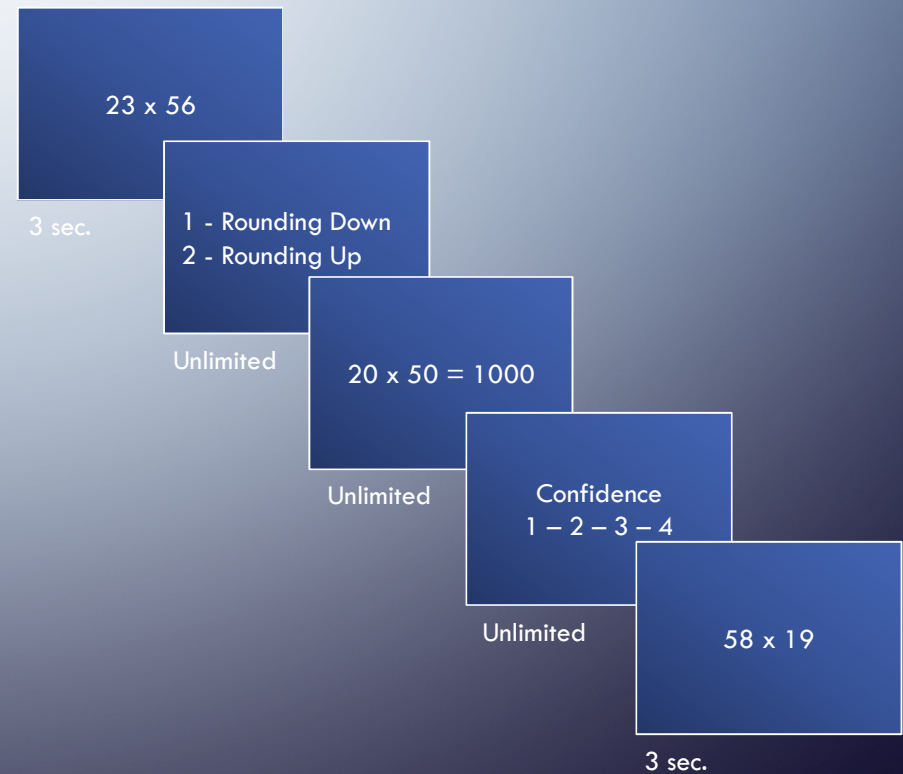 23 x 56
3 sec.
1 - Rounding Down
2 - Rounding Up
Unlimited
20 x 50 = 1000
Unlimited
Confidence
1 – 2 – 3 – 4
Unlimited
58 x 19
3 sec.